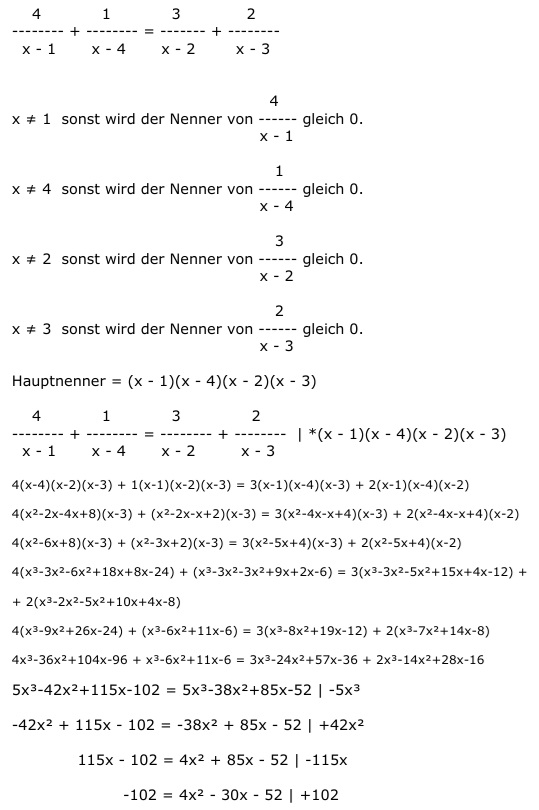 4 1 3 2
-------- + -------- = ------- + --------
x - 1 x - 4 x - 2 x - 3
4
x ≠ 1 sonst wird der Nenner von ------ gleich 0.
x - 1
1
x ≠ 4 sonst wird der Nenner von ------ gleich 0.
x - 4
3
x ≠ 2 sonst wird der Nenner von ------ gleich 0.
x - 2
2
x ≠ 3 sonst wird der Nenner von ------ gleich 0.
x - 3
Hauptnenner = (x - 1)(x - 4)(x - 2)(x - 3)
4 1 3 2
-------- + -------- = -------- + -------- | *(x - 1)(x - 4)(x - 2)(x - 3)
x - 1 x - 4 x - 2 x - 3
4(x-4)(x-2)(x-3) + 1(x-1)(x-2)(x-3) = 3(x-1)(x-4)(x-3) + 2(x-1)(x-4)(x-2)
4(x²-2x-4x+8)(x-3) + (x²-2x-x+2)(x-3) = 3(x²-4x-x+4)(x-3) + 2(x²-4x-x+4)(x-2)
4(x²-6x+8)(x-3) + (x²-3x+2)(x-3) = 3(x²-5x+4)(x-3) + 2(x²-5x+4)(x-2)
4(x³-3x²-6x²+18x+8x-24) + (x³-3x²-3x²+9x+2x-6) = 3(x³-3x²-5x²+15x+4x-12) +
+ 2(x³-2x²-5x²+10x+4x-8)
4(x³-9x²+26x-24) + (x³-6x²+11x-6) = 3(x³-8x²+19x-12) + 2(x³-7x²+14x-8)
4x³-36x²+104x-96 + x³-6x²+11x-6 = 3x³-24x²+57x-36 + 2x³-14x²+28x-16
5x³-42x²+115x-102 = 5x³-38x²+85x-52 | -5x³
-42x² + 115x - 102 = -38x² + 85x - 52 | +42x²
115x - 102 = 4x² + 85x - 52 | -115x
-102 = 4x² - 30x - 52 | +102